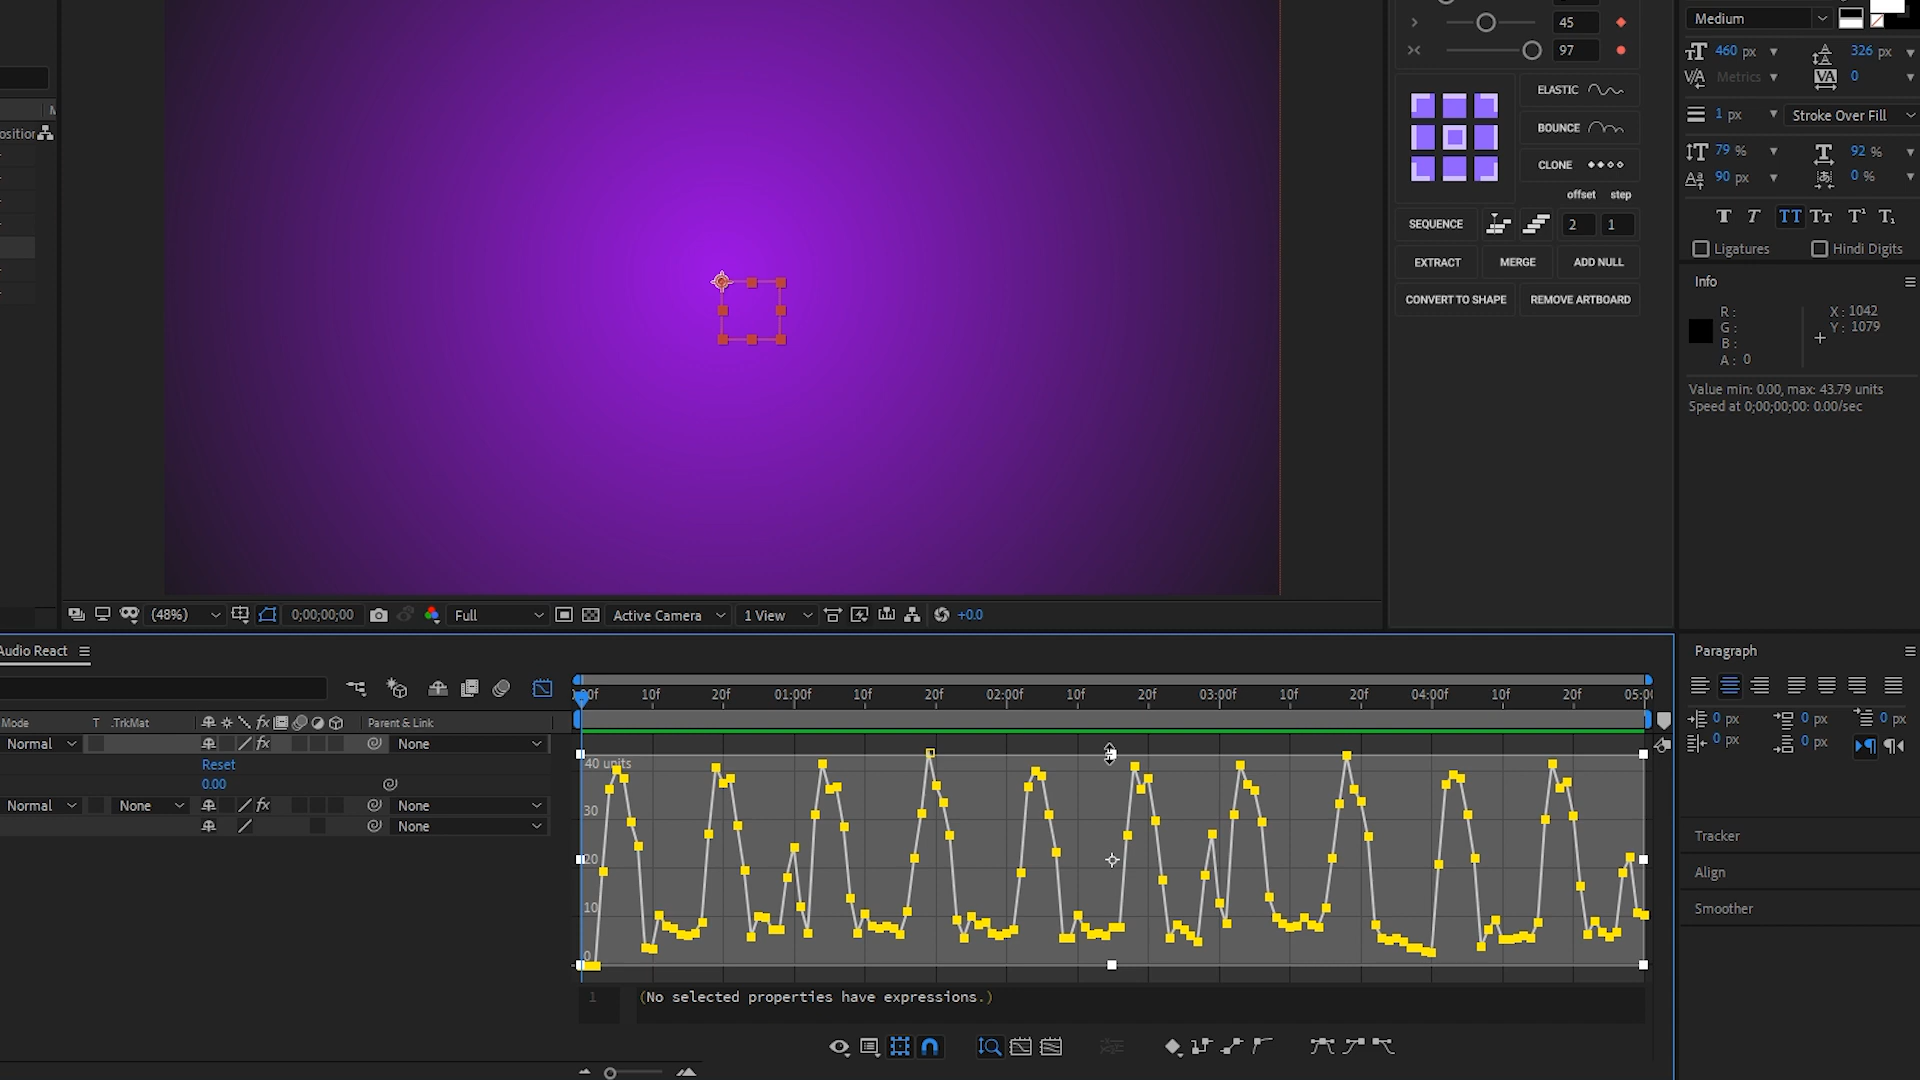 45
97
ELASTIC
BOUNCE
CLONE
offset step
SEQUENCE 2 1
EXTRACT MERGE ADD NULL
CONVERT TO SHAPE REMOVE ARTBOARD
Medium
460 px 326 px
Metrics 0
1 px Stroke Over Fill
79 % 92 %
90 px 0 %
Ligatures Hindi Digits
Info
R :
G :
B :
A : 0
X : 1042
Y : 1079
Value min: 0.00, max: 43.79 units
Speed at 0;00;00;00: 0.00/sec
M
osition
(48%) 0;00;00;00 Full Active Camera 1 View +0.0
Audio React
:00f 10f 20f 01:00f 10f 20f 02:00f 10f 20f 03:00f 10f 20f 04:00f 10f 20f 05:00
Mode T .TrkMat fx Parent & Link
Normal fx None
Reset
0.00
Normal None fx None
None
40 units
30
20
10
0
1 (No selected properties have expressions.)
Paragraph
0 px 0 px 0 px
0 px 0 px
Tracker
Align
Smoother